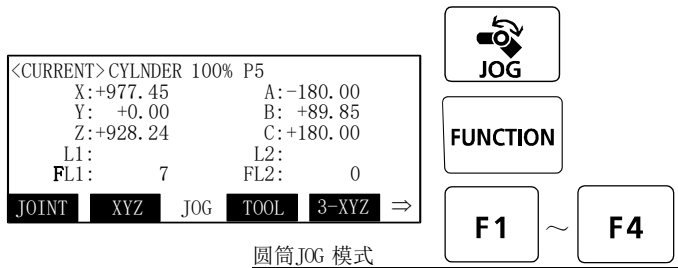 <CURRENT> CYLNDER 100% P5
X:+977.45 A:-180.00
Y: +0.00 B: +89.85
Z:+928.24 C:+180.00
L1: L2:
FL1: 7 FL2: 0
JOINT XYZ JOG TOOL 3-XYZ ⇒
JOG
FUNCTION
F1 ~ F4
圆筒JOG 模式